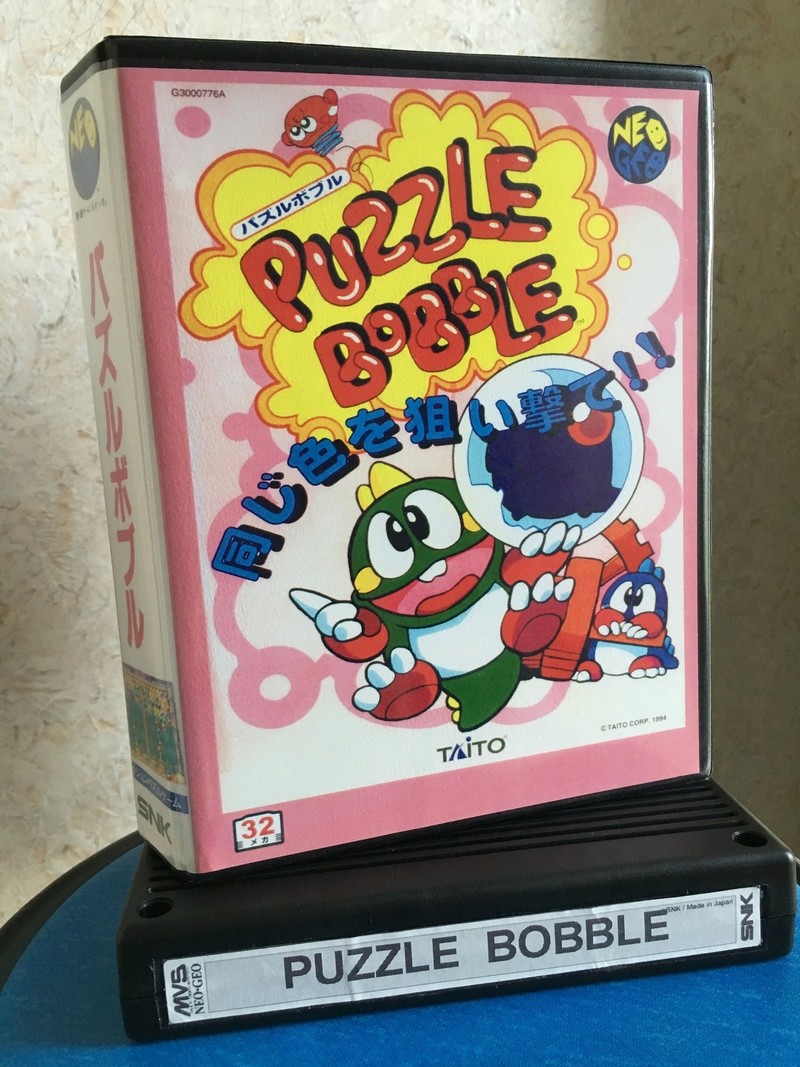 G3000776A
NEO
GEO
パズルボブル
PUZZLE
BOBBLE
TM
同じ色を狙い撃て!!
TAITO
© TAITO CORP. 1994
32
メガ
NEO
パズルボブル
SNK
MVS
NEO•GEO
PUZZLE BOBBLE
SNK / Made in Japan
SNK